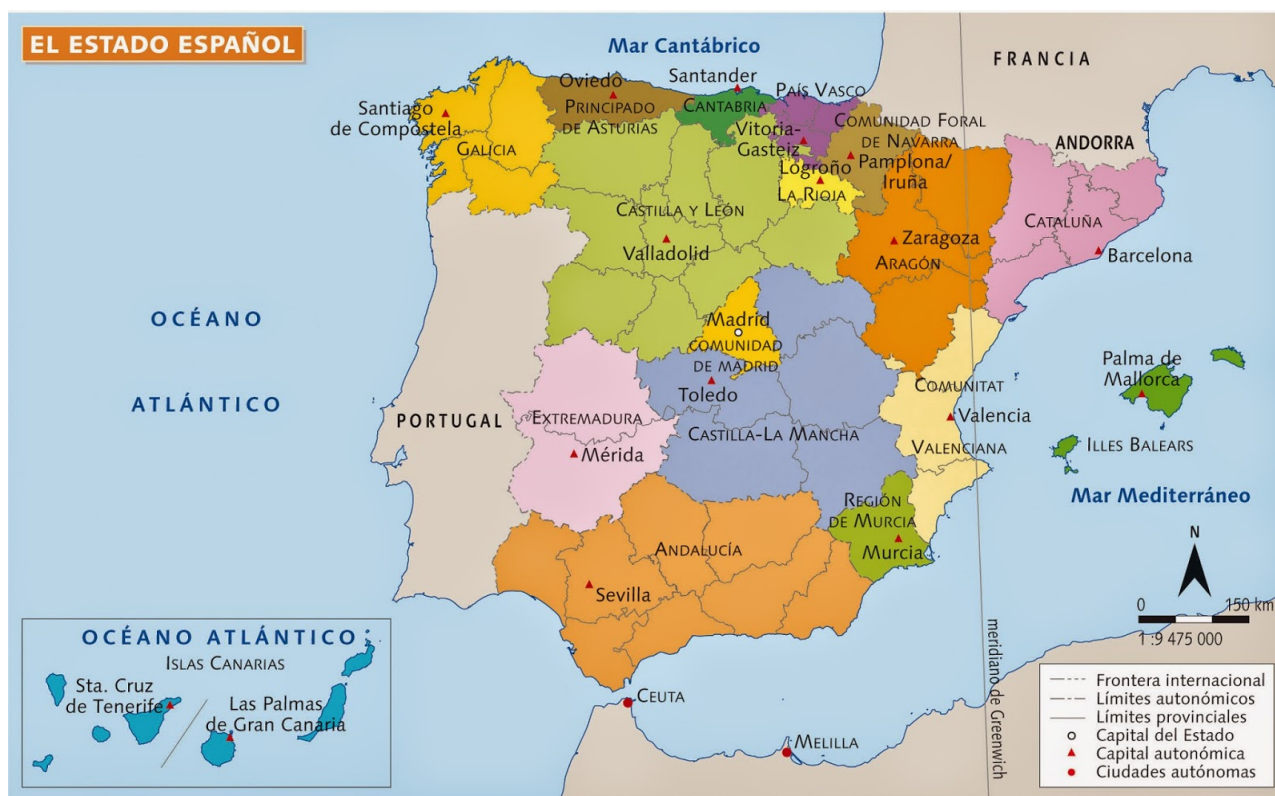 EL ESTADO ESPAÑOL
Mar Cantábrico
FRANCIA
Oviedo
Santander
PAÍS VASCO
Santiago
de Compostela
PRINCIPADO
DE ASTURIAS
CANTABRIA
COMUNIDAD FORAL
DE NAVARRA
ANDORRA
Vitoria-
Gasteiz
GALICIA
Pamplona/
Iruña
Logroño
LA RIOJA
CASTILLA Y LEÓN
CATALUÑA
Valladolid
Zaragoza
Barcelona
ARAGÓN
OCÉANO
ATLÁNTICO
Madrid
COMUNIDAD
DE MADRID
Palma de
Mallorca
Toledo
COMUNITAT
VALENCIANA
Valencia
PORTUGAL
EXTREMADURA
CASTILLA-LA MANCHA
ILLES BALEARS
Mérida
Mar Mediterráneo
REGIÓN
DE MURCIA
Murcia
ANDALUCÍA
Sevilla
N
0 150 km
1:9 475 000
meridiano de Greenwich
OCÉANO ATLÁNTICO
ISLAS CANARIAS
Sta. Cruz
de Tenerife
Las Palmas
de Gran Canaria
CEUTA
MELILLA
Frontera internacional
Límites autonómicos
Límites provinciales
Capital del Estado
Capital autonómica
Ciudades autónomas